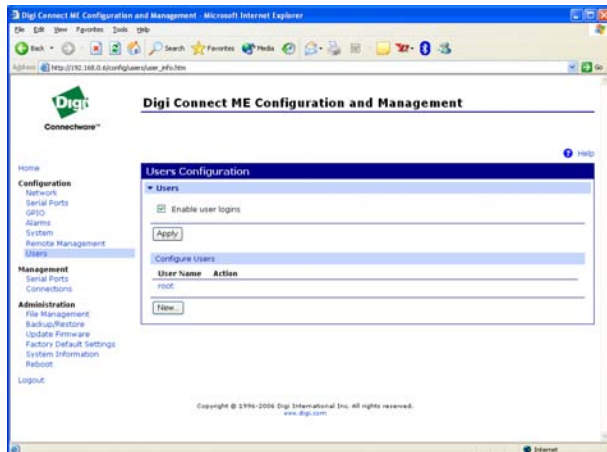 Digi Connect ME Configuration and Management - Microsoft Internet Explorer
File Edit View Favorites Tools Help
Back Search Favorites Media
Address http://192.168.0.6/config/users/user_info.htm Go
Digi
Connectware™
Digi Connect ME Configuration and Management
Help
Home
Configuration
Network
Serial Ports
GPIO
Alarms
System
Remote Management
Users
Management
Serial Ports
Connections
Administration
File Management
Backup/Restore
Update Firmware
Factory Default Settings
System Information
Reboot
Logout
Users Configuration
Users
Enable user logins
Apply
Configure Users
User Name Action
root
New...
Copyright © 1996-2006 Digi International Inc. All rights reserved.
www.digi.com
Internet